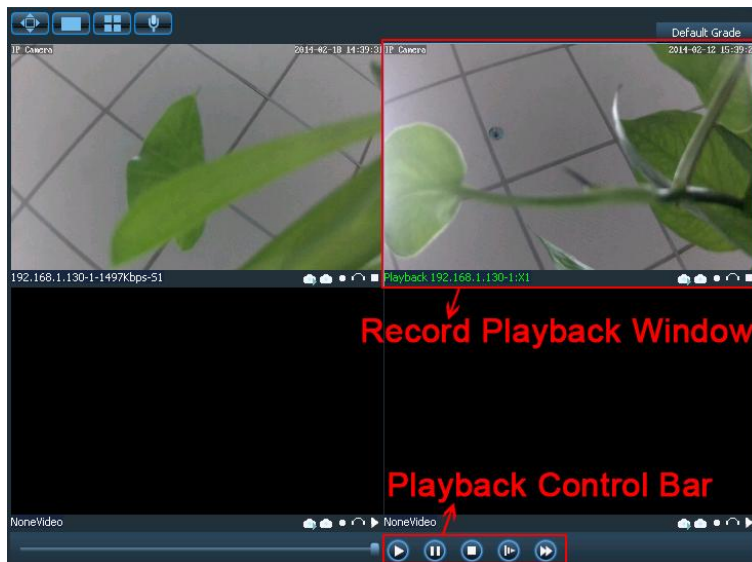 Default Grade
IP Camera
2014-02-18 14:39:31
IP Camera
2014-02-12 15:39:2
192.168.1.130-1-1497Kbps-S1
Playback 192.168.1.130-1:X1
Record Playback Window
Playback Control Bar
NoneVideo
NoneVideo